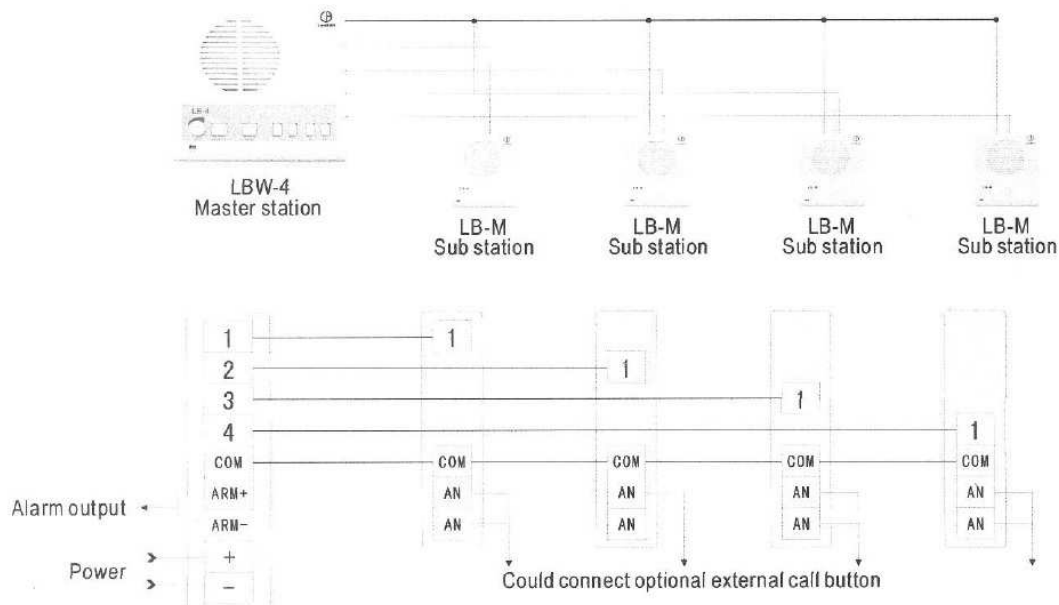 LB-4
LBW-4
Master station
LB-M
Sub station
LB-M
Sub station
LB-M
Sub station
LB-M
Sub station
1 1
2 1
3 1
4 1
COM COM COM COM COM
ARM+ AN AN AN AN
Alarm output
ARM- AN AN AN AN
+
Power
-
Could connect optional external call button